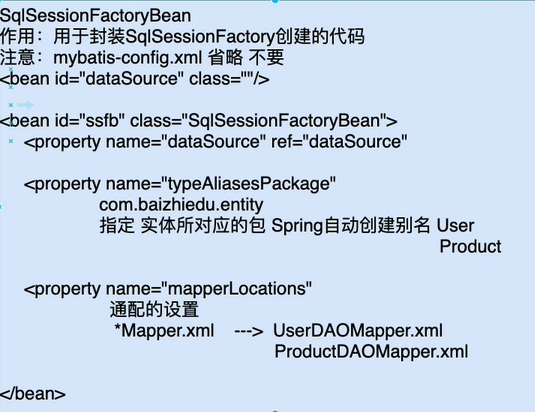 SqlSessionFactoryBean
作用：用于封装SqlSessionFactory创建的代码
注意：mybatis-config.xml 省略 不要
<bean id="dataSource" class=""/>
<bean id="ssfb" class="SqlSessionFactoryBean">
<property name="dataSource" ref="dataSource"
<property name="typeAliasesPackage"
com.baizhiedu.entity
指定 实体所对应的包 Spring自动创建别名 User
Product
<property name="mapperLocations"
通配的设置
*Mapper.xml ---> UserDAOMapper.xml
ProductDAOMapper.xml
</bean>